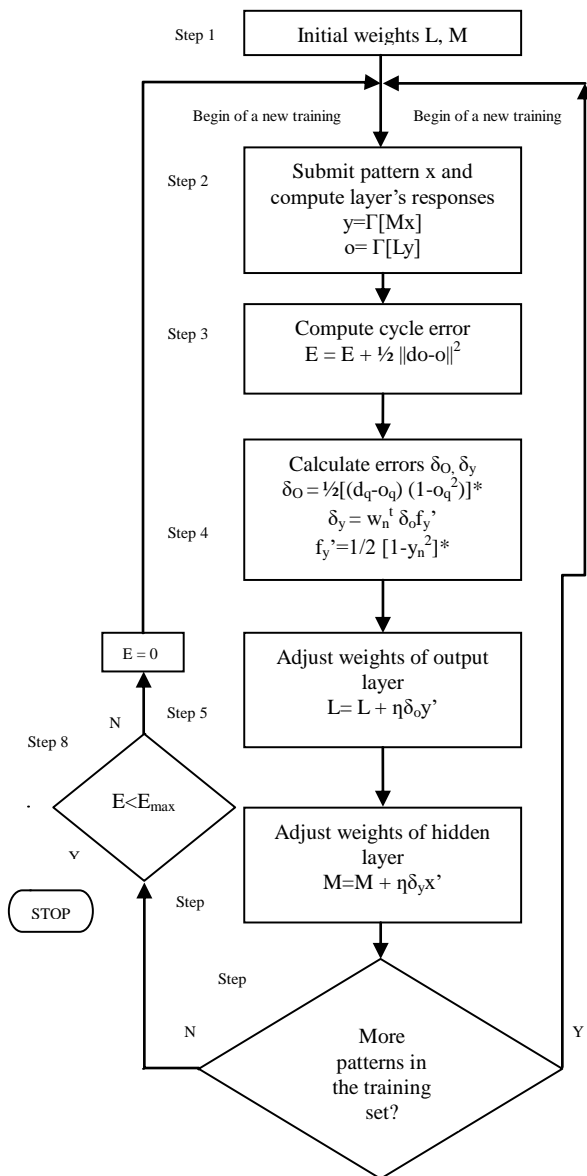 Step 1
Initial weights L, M
Begin of a new training
Begin of a new training
Step 2
Submit pattern x and
compute layer's responses
y=Γ[Mx]
o= Γ[Ly]
Step 3
Compute cycle error
E = E + ½ ||do-o||²
Step 4
Calculate errors δO, δy
δO = ½[(dq-oq) (1-oq²)]*
δy = wnᵗ δofy’
fy’=1/2 [1-yn²]*
E = 0
Step 5
Adjust weights of output
layer
L= L + ηδoy’
N
Step 8
E<Emax
Y
STOP
Step
Adjust weights of hidden
layer
M=M + ηδyx’
Step
N
Y
More
patterns in
the training
set?